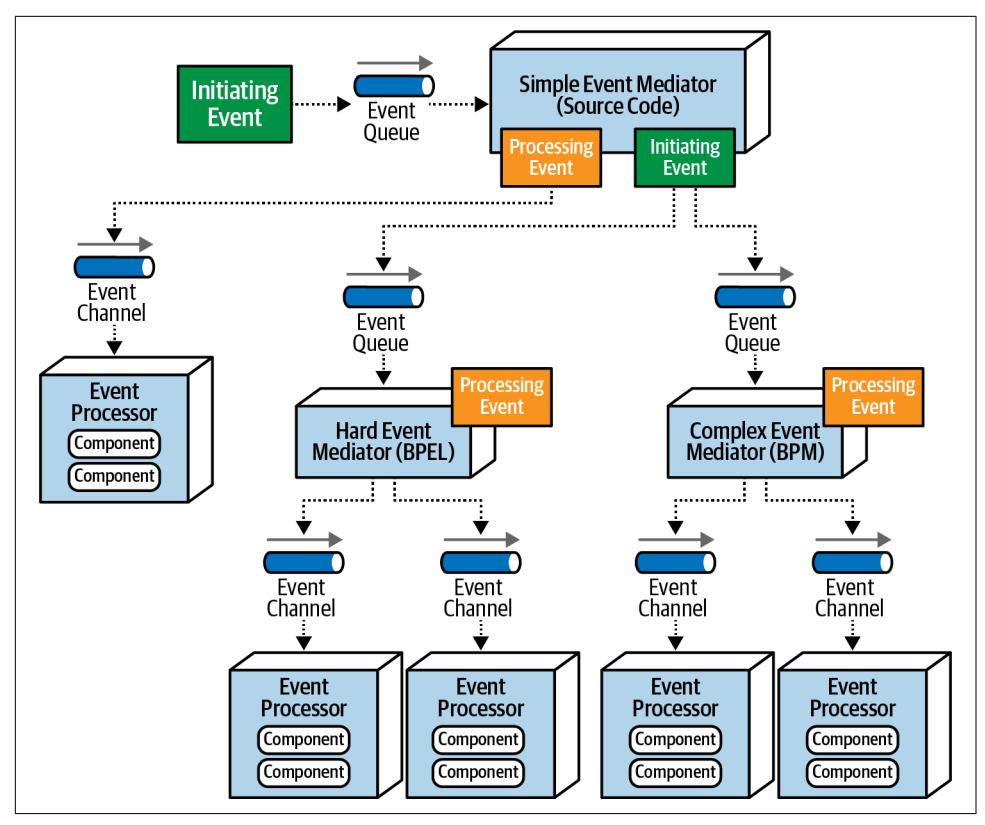 Initiating
Event
Event
Queue
Simple Event Mediator
(Source Code)
Processing
Event
Initiating
Event
Event
Channel
Event
Processor
Component
Component
Event
Queue
Processing
Event
Hard Event
Mediator (BPEL)
Event
Queue
Processing
Event
Complex Event
Mediator (BPM)
Event
Channel
Event
Channel
Event
Channel
Event
Channel
Event
Processor
Component
Component
Event
Processor
Component
Component
Event
Processor
Component
Component
Event
Processor
Component
Component